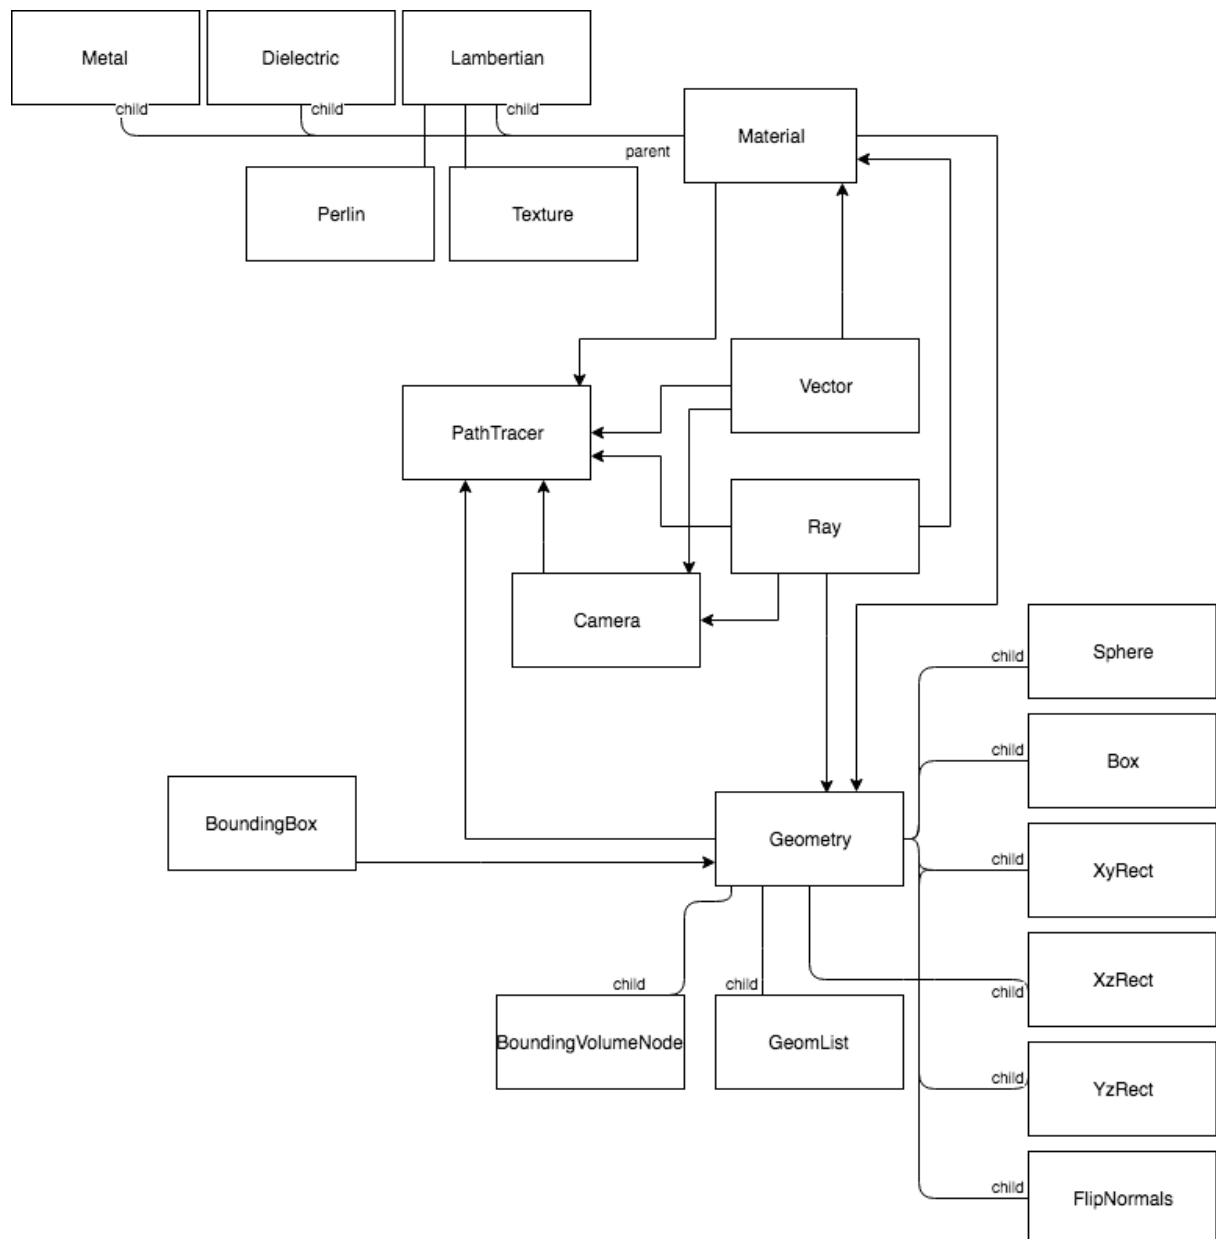 Metal
Dielectric
Lambertian
child
child
child
Material
parent
Perlin
Texture
Vector
PathTracer
Ray
Camera
Sphere
child
Box
child
BoundingBox
Geometry
XyRect
child
XzRect
child
child
child
BoundingVolumeNode
GeomList
YzRect
child
FlipNormals
child